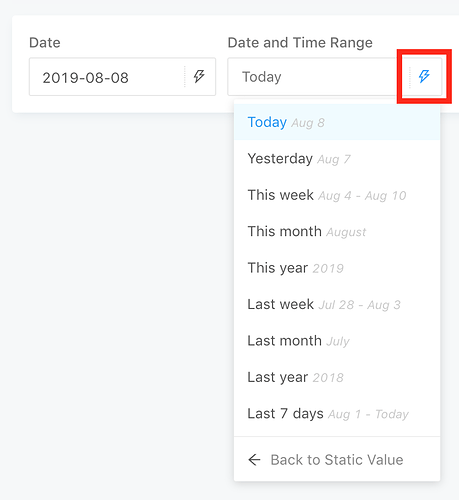 Date
Date and Time Range
2019-08-08
Today
Today Aug 8
Yesterday Aug 7
This week Aug 4 - Aug 10
This month August
This year 2019
Last week Jul 28 - Aug 3
Last month July
Last year 2018
Last 7 days Aug 1 - Today
Back to Static Value